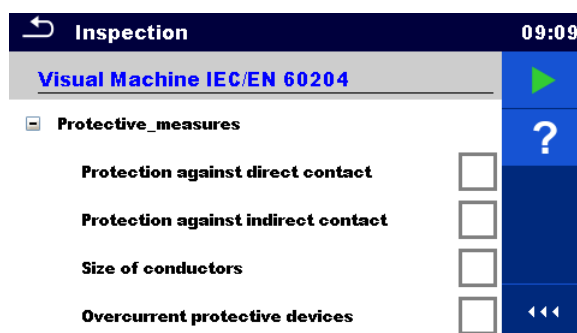 Inspection 09:09
Visual Machine IEC/EN 60204
?
Protective_measures
Protection against direct contact
Protection against indirect contact
Size of conductors
Overcurrent protective devices